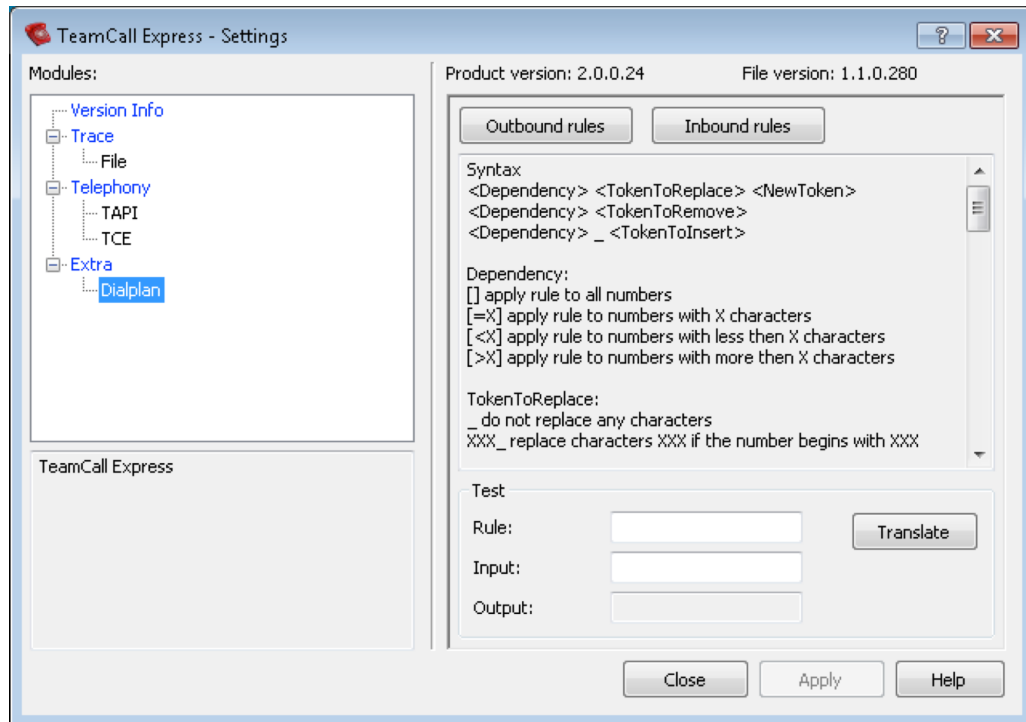 TeamCall Express - Settings
Modules:
Version Info
Trace
File
Telephony
TAPI
TCE
Extra
Dialplan
TeamCall Express
Product version: 2.0.0.24 File version: 1.1.0.280
Outbound rules Inbound rules
Syntax
<Dependency> <TokenToReplace> <NewToken>
<Dependency> <TokenToRemove>
<Dependency> _ <TokenToInsert>
Dependency:
[] apply rule to all numbers
[=X] apply rule to numbers with X characters
[<X] apply rule to numbers with less then X characters
[>X] apply rule to numbers with more then X characters
TokenToReplace:
_ do not replace any characters
XXX_ replace characters XXX if the number begins with XXX
Test
Rule:
Translate
Input:
Output:
Close Apply Help